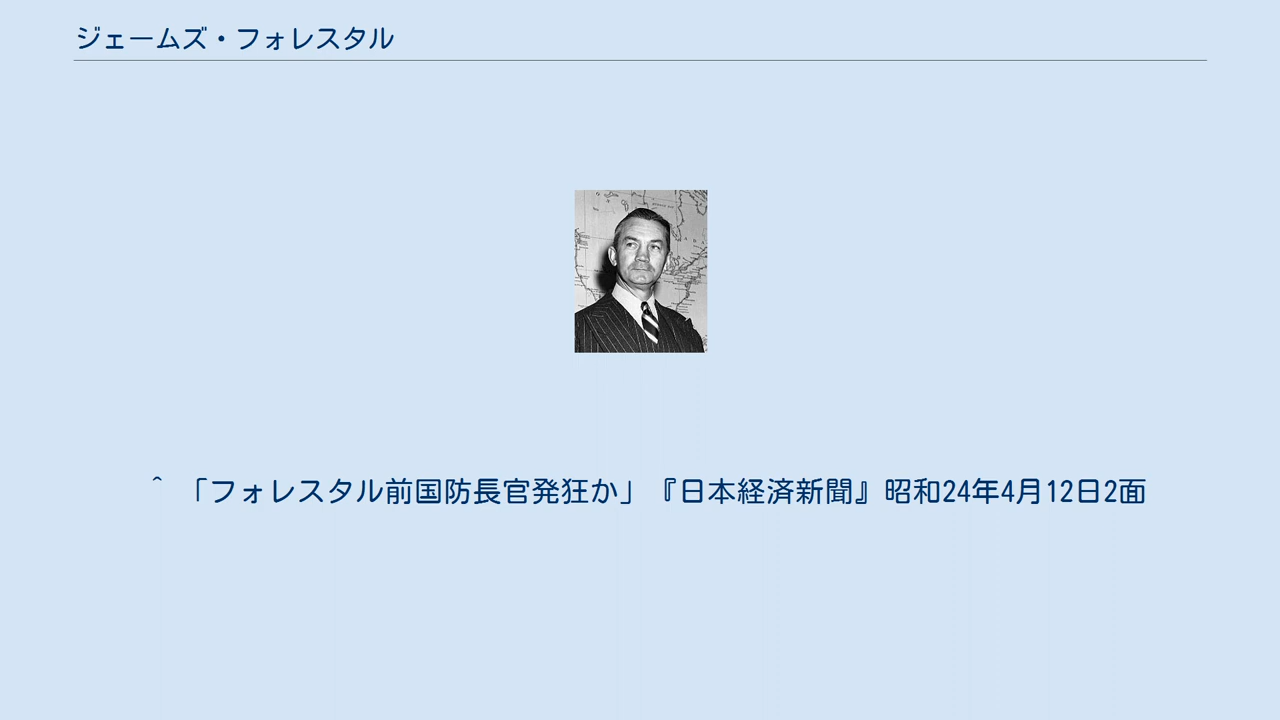 ジェームズ・フォレスタル
^ 「フォレスタル前国防長官発狂か」『日本経済新聞』昭和24年4月12日2面